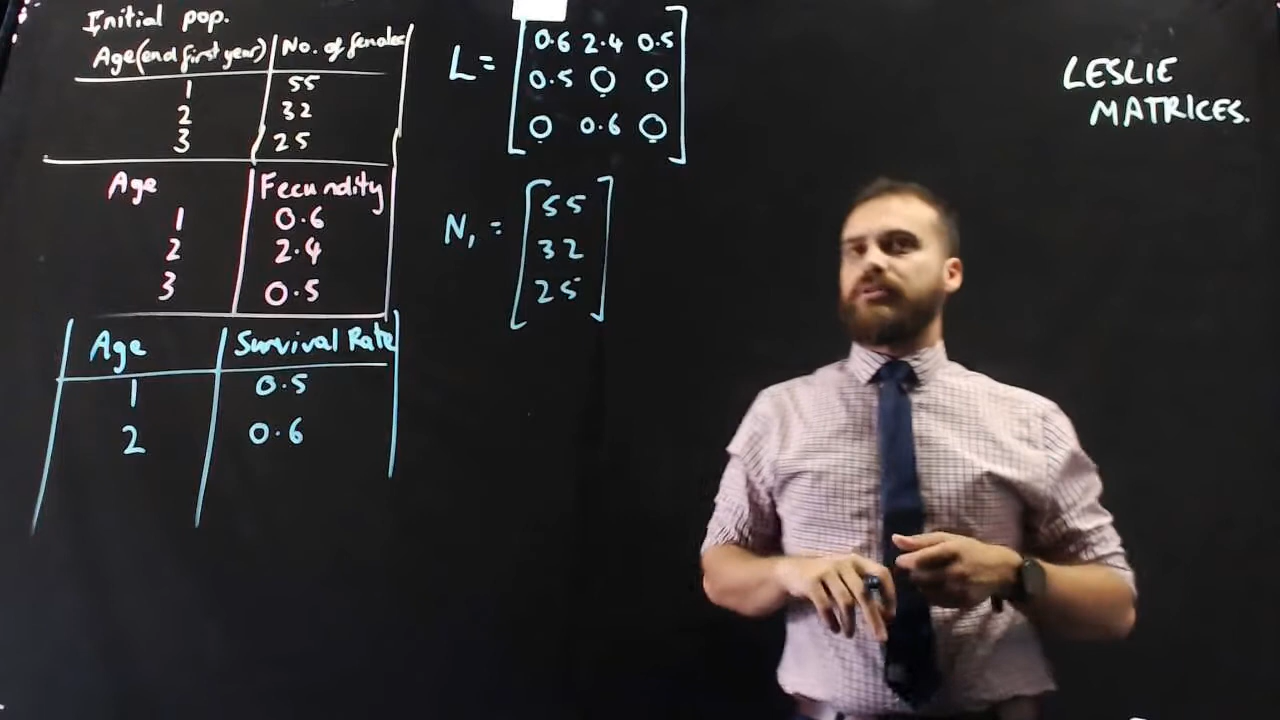 Initial pop.
Age(end first year) No. of females
1 55
2 32
3 25
Age Fecundity
1 0.6
2 2.4
3 0.5
Age Survival Rate
1 0.5
2 0.6
L= 0.6 2.4 0.5
0.5 0 0
0 0.6 0
N₁ = 55
32
25
LESLIE
MATRICES.